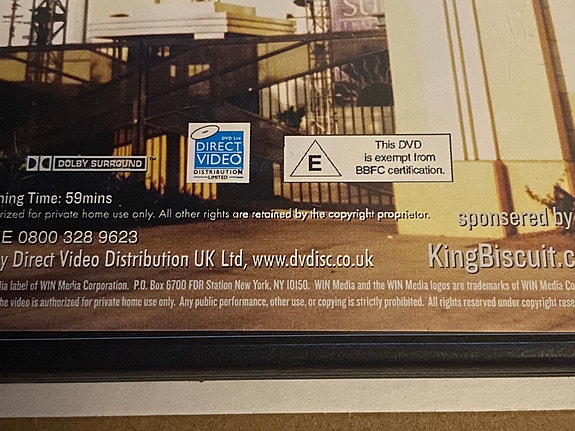 SU
DOLBY SURROUND
DVD Ltd
DIRECT
VIDEO
DISTRIBUTION
LIMITED
E
This DVD
is exempt from
BBFC certification.
ning Time: 59mins
orized for private home use only. All other rights are retained by the copyright proprietor.
E 0800 328 9623
y Direct Video Distribution UK Ltd, www.dvdisc.co.uk
sponsered by
KingBiscuit.c
dia label of WIN Media Corporation. P.O. Box 6700 FDR Station New York, NY 10150. WIN Media and the WIN Media logos are trademarks of WIN Media Co
the video is authorized for private home use only. Any public performance, other use, or copying is strictly prohibited. All rights reserved under copyright rese